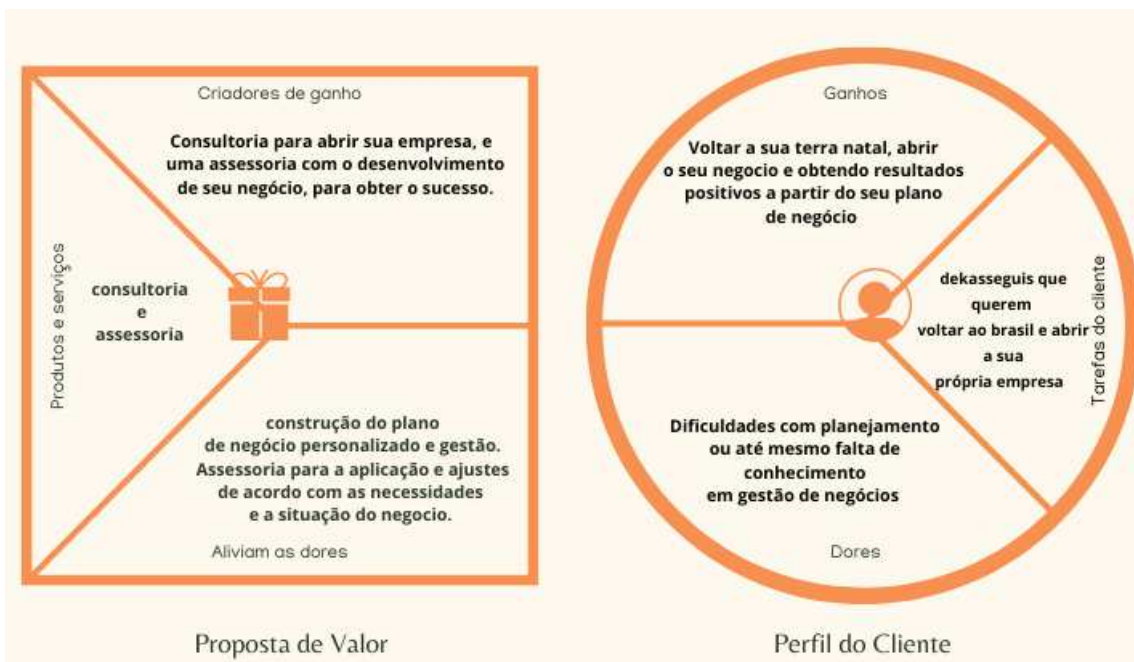 Criadores de ganho
Consultoria para abrir sua empresa, e
uma assessoria com o desenvolvimento
de seu negócio, para obter o sucesso.
Produtos e serviços
consultoria
e
assessoria
construção do plano
de negócio personalizado e gestão.
Assessoria para a aplicação e ajustes
de acordo com as necessidades
e a situação do negocio.
Aliviam as dores
Proposta de Valor
Ganhos
Voltar a sua terra natal, abrir
o seu negocio e obtendo resultados
positivos a partir do seu plano
de negócio
dekasseguis que
querem
voltar ao brasil e abrir
a sua
própria empresa
Tarefas do cliente
Dificuldades com planejamento
ou até mesmo falta de
conhecimento
em gestão de negócios
Dores
Perfil do Cliente